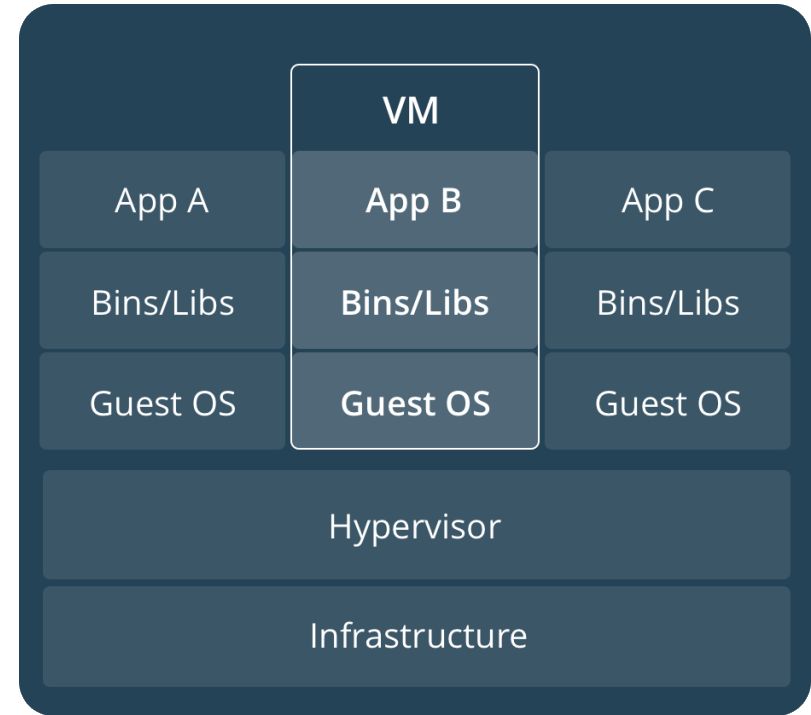 VM
App A
App B
App C
Bins/Libs
Bins/Libs
Bins/Libs
Guest OS
Guest OS
Guest OS
Hypervisor
Infrastructure